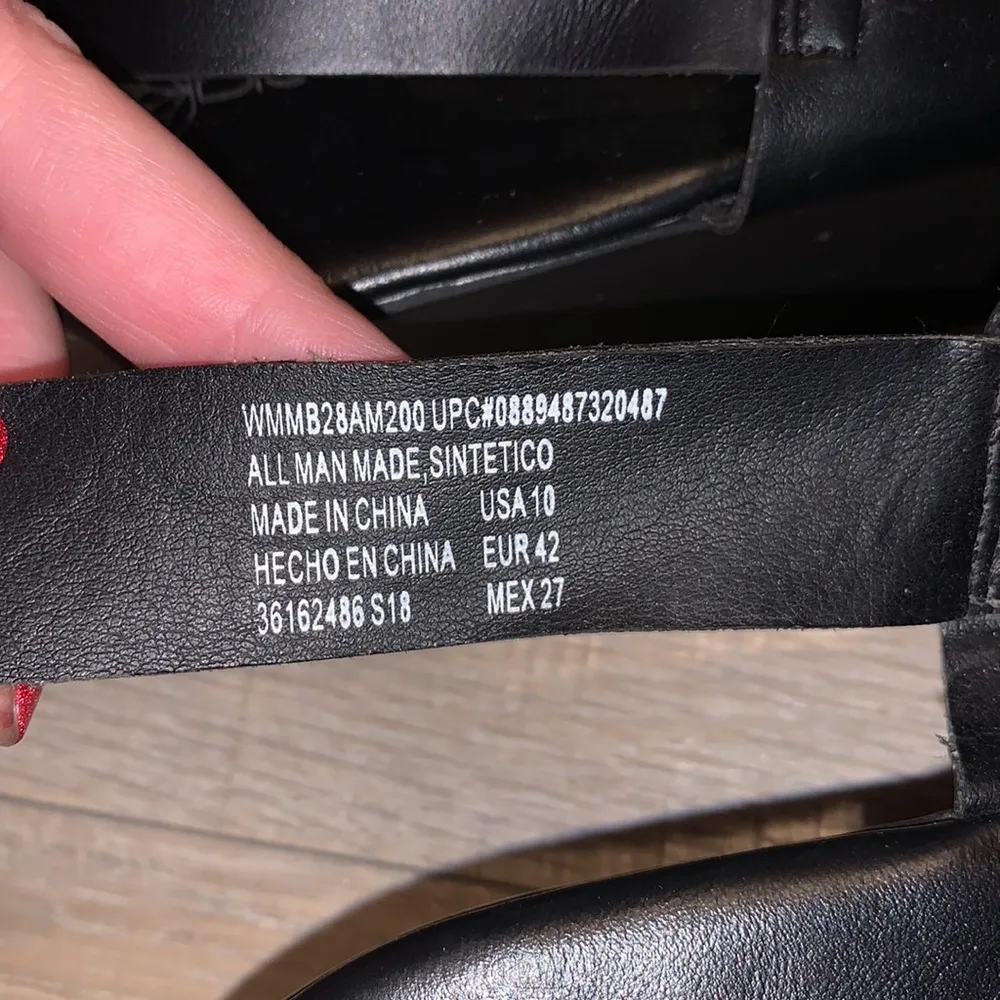 WMMB28AM200 UPC#0889487320487
ALL MAN MADE,SINTETICO
MADE IN CHINA USA 10
HECHO EN CHINA EUR 42
36162486 S18 MEX 27